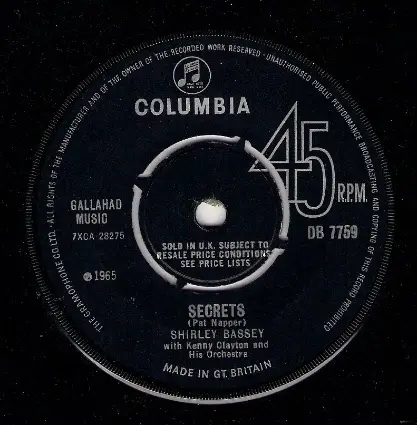 THE GRAMOPHONE CO. LTD. ALL RIGHTS OF THE MANUFACTURER AND OF THE OWNER OF THE RECORDED WORK RESERVED · UNAUTHORISED PUBLIC PERFORMANCE BROADCASTING AND COPYING OF THIS RECORD PROHIBITED
COLUMBIA
45
R.P.M.
GALLAHAD
MUSIC
7XCA 28275
DB 7759
SOLD IN U.K. SUBJECT TO
RESALE PRICE CONDITIONS
SEE PRICE LISTS
℗1965
SECRETS
(Pat Napper)
SHIRLEY BASSEY
with Kenny Clayton and
His Orchestra
MADE IN GT. BRITAIN